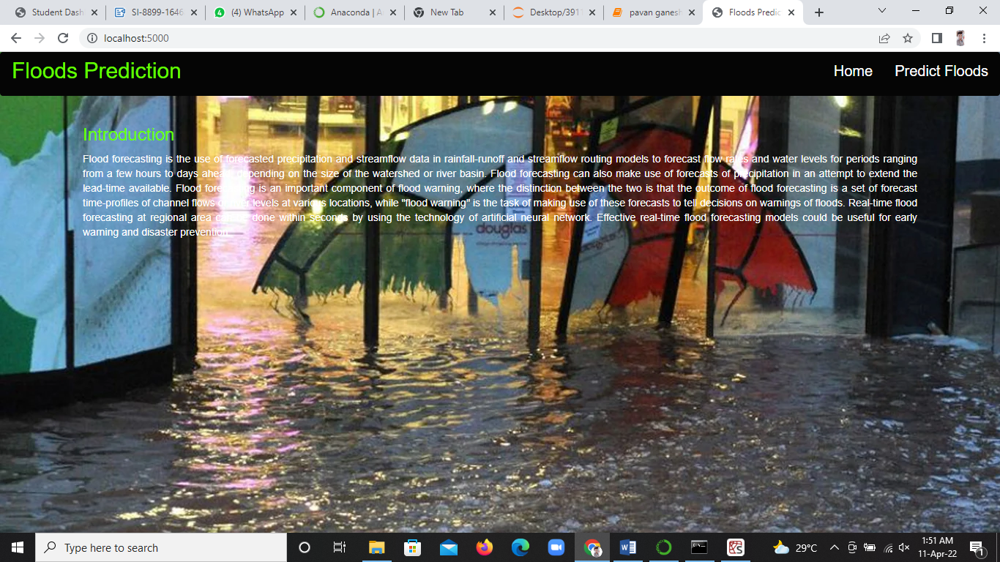 Student Dash
SI-8899-1646
(4) WhatsApp
Anaconda | A
New Tab
Desktop/391
pavan ganesh
Floods Predic
localhost:5000
Floods Prediction
Home
Predict Floods
Introduction
Flood forecasting is the use of forecasted precipitation and streamflow data in rainfall-runoff and streamflow routing models to forecast flow rates and water levels for periods ranging
from a few hours to days ahead, depending on the size of the watershed or river basin. Flood forecasting can also make use of forecasts of precipitation in an attempt to extend the
lead-time available. Flood forecasting is an important component of flood warning, where the distinction between the two is that the outcome of flood forecasting is a set of forecast
time-profiles of channel flows or river levels at various locations, while "flood warning" is the task of making use of these forecasts to tell decisions on warnings of floods. Real-time flood
forecasting at regional area can be done within seconds by using the technology of artificial neural network. Effective real-time flood forecasting models could be useful for early
warning and disaster prevention.
douglas
Type here to search
29°C
1:51 AM
11-Apr-22
1